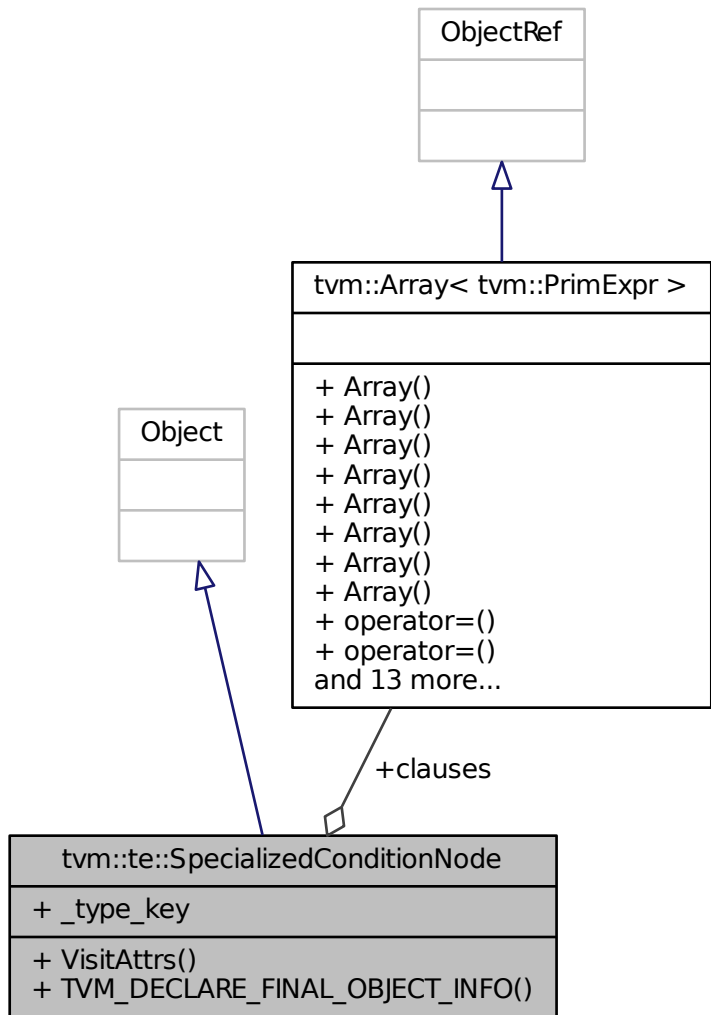 ObjectRef
tvm::Array< tvm::PrimExpr >
+ Array()
+ Array()
+ Array()
+ Array()
+ Array()
+ Array()
+ Array()
+ Array()
+ operator=()
+ operator=()
and 13 more...
Object
+clauses
tvm::te::SpecializedConditionNode
+ _type_key
+ VisitAttrs()
+ TVM_DECLARE_FINAL_OBJECT_INFO()